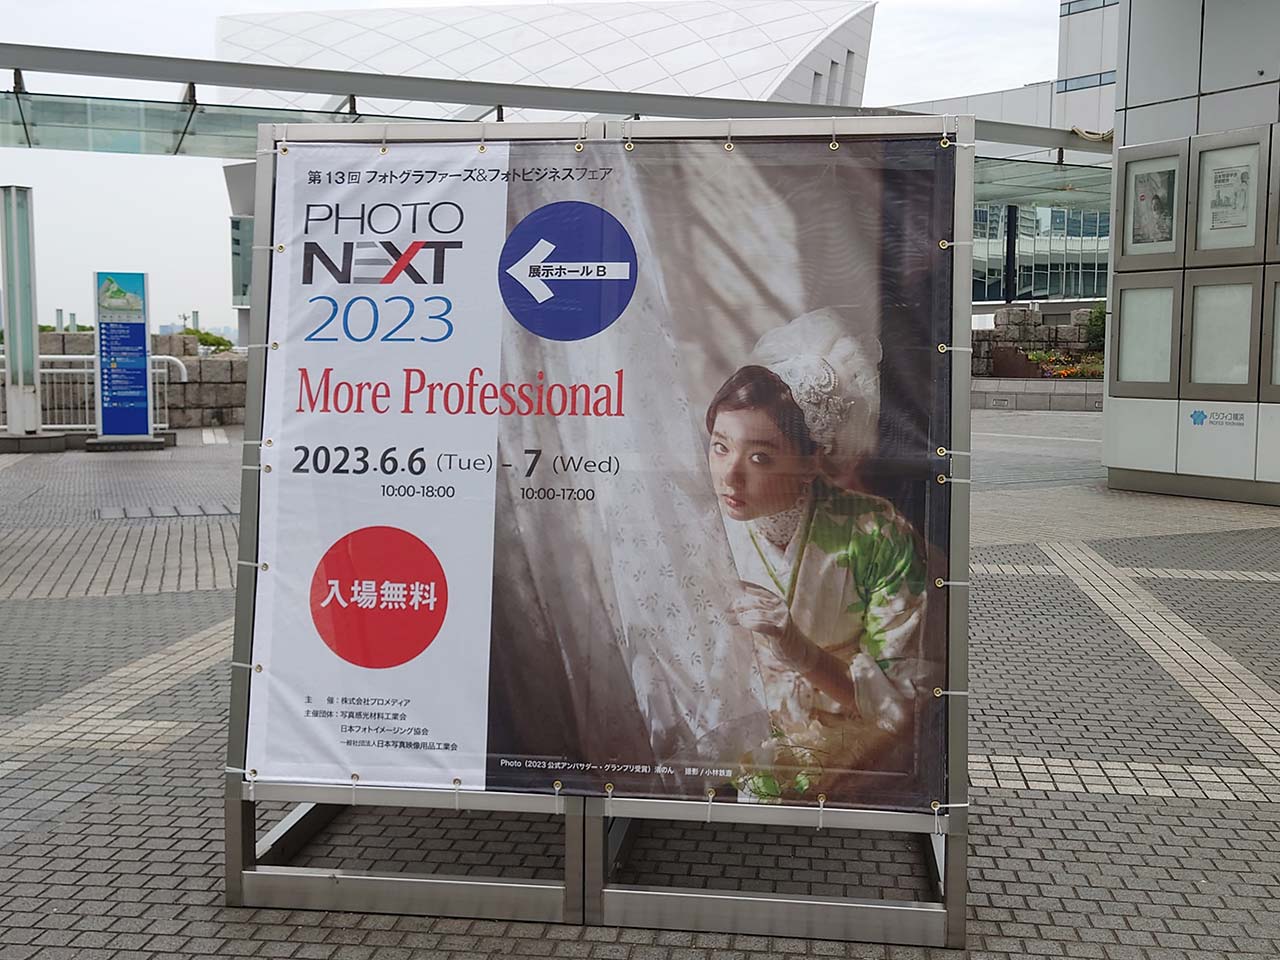 第13回 フォトグラファーズ&フォトビジネスフェア
PHOTO
NEXT
2023
展示ホール B
More Professional
2023.6.6 (Tue) - 7 (Wed)
10:00-18:00 10:00-17:00
入場無料
主　催：株式会社プロメディア
主催団体：写真感光材料工業会
日本フォトイメージング協会
一般社団法人日本写真映像用品工業会
Photo（2023 公式アンバサダー・グランプリ受賞）　撮影 / 小林鉄斎
パシフィコ横浜
PACIFICO YOKOHAMA